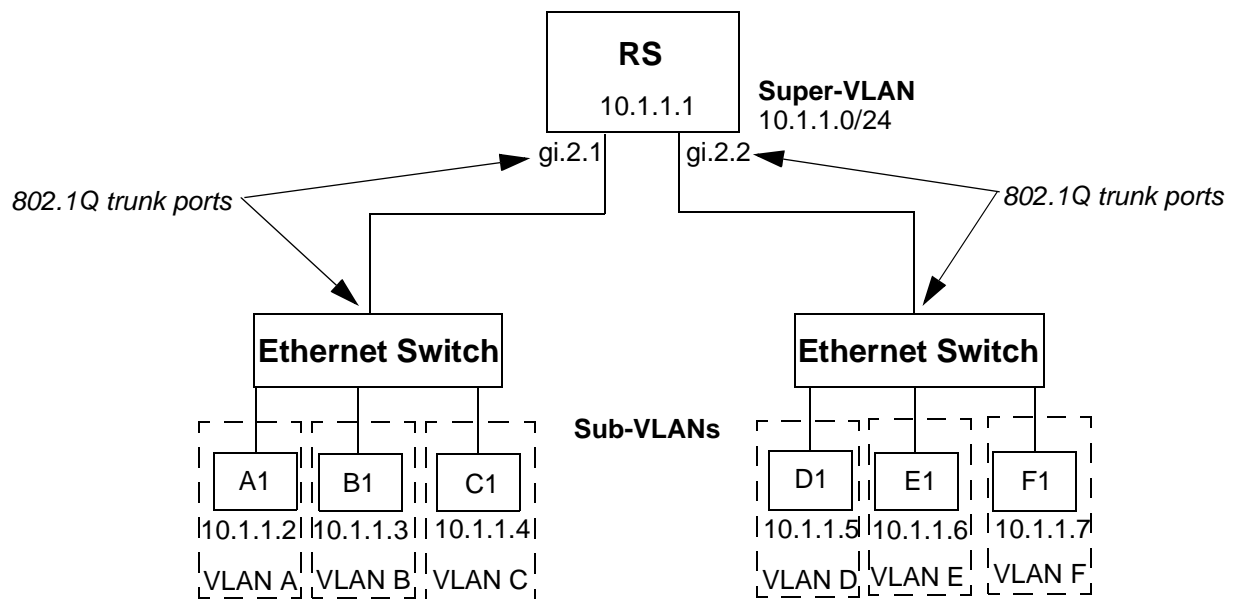 RS
10.1.1.1
Super-VLAN
10.1.1.0/24
gi.2.1
gi.2.2
802.1Q trunk ports
802.1Q trunk ports
Ethernet Switch
Ethernet Switch
Sub-VLANs
A1
B1
C1
D1
E1
F1
10.1.1.2
10.1.1.3
10.1.1.4
10.1.1.5
10.1.1.6
10.1.1.7
VLAN A
VLAN B
VLAN C
VLAN D
VLAN E
VLAN F